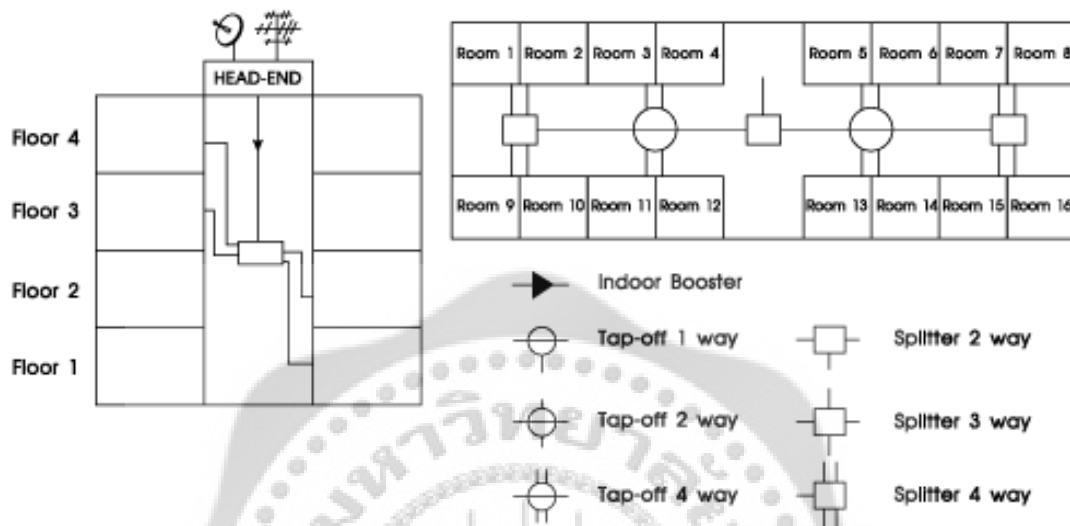 HEAD-END
Floor 4
Floor 3
Floor 2
Floor 1
Room 1 Room 2 Room 3 Room 4 Room 5 Room 6 Room 7 Room 8
Room 9 Room 10 Room 11 Room 12 Room 13 Room 14 Room 15 Room 16
Indoor Booster
Tap-off 1 way Splitter 2 way
Tap-off 2 way Splitter 3 way
Tap-off 4 way Splitter 4 way